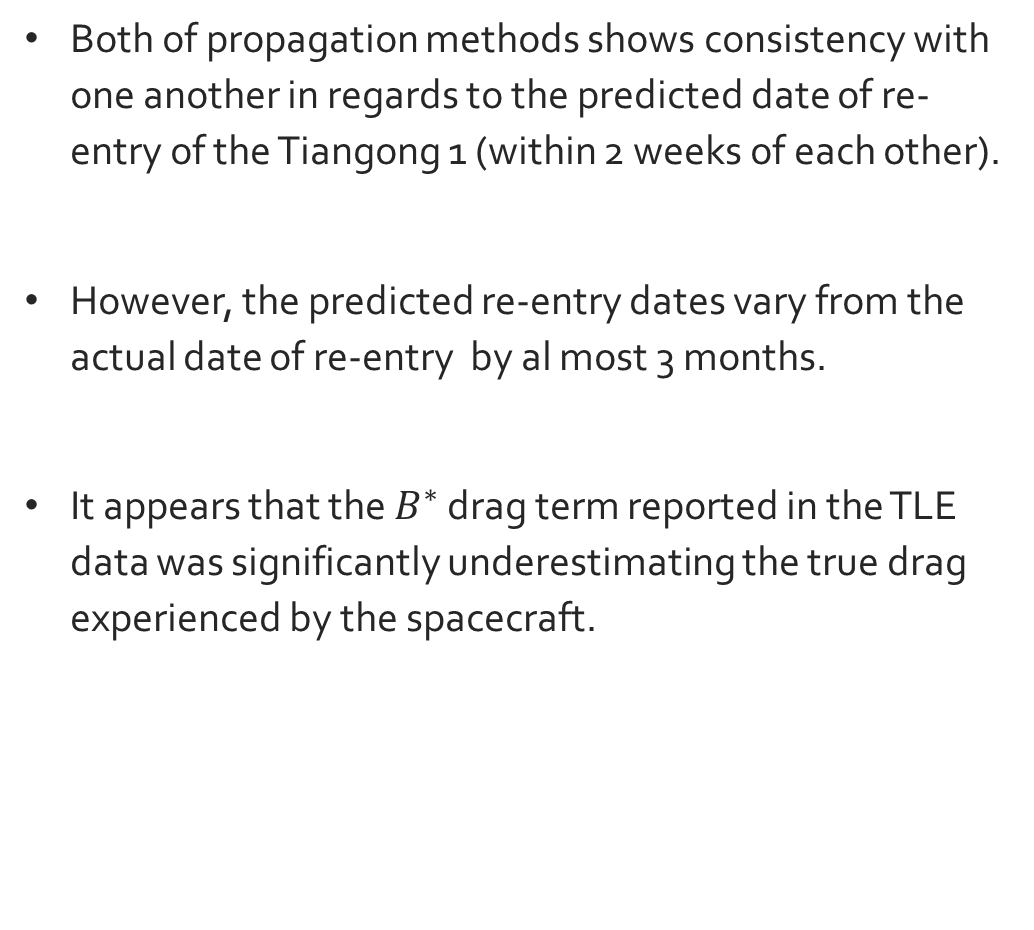 • Both of propagation methods shows consistency with
one another in regards to the predicted date of re-
entry of the Tiangong 1 (within 2 weeks of each other).
• However, the predicted re-entry dates vary from the
actual date of re-entry  by al most 3 months.
• It appears that the B* drag term reported in the TLE
data was significantly underestimating the true drag
experienced by the spacecraft.